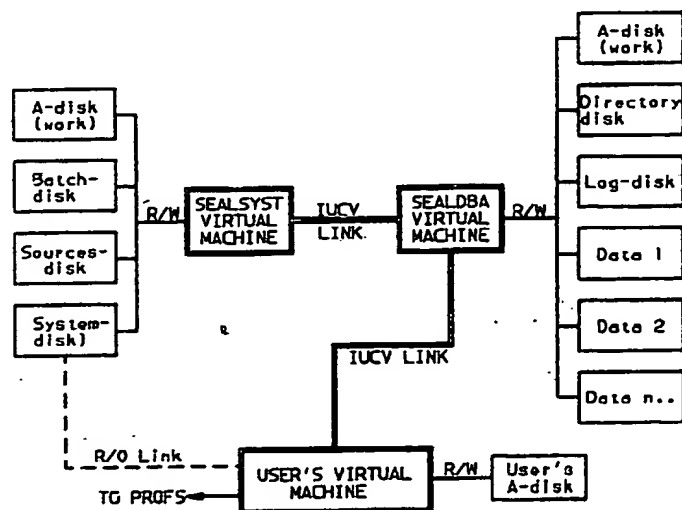 A-disk
(work)
Batch-
disk
Sources-
disk
System-
disk)
R/W
SEALSYST
VIRTUAL
MACHINE
IUCV
LINK
SEALDBA
VIRTUAL
MACHINE
R/W
A-disk
(work)
Directory
disk
Log-disk
Data 1
Data 2
Data n..
IUCV LINK
R/O Link
TO PROFS
USER'S VIRTUAL
MACHINE
R/W
User's
A-disk